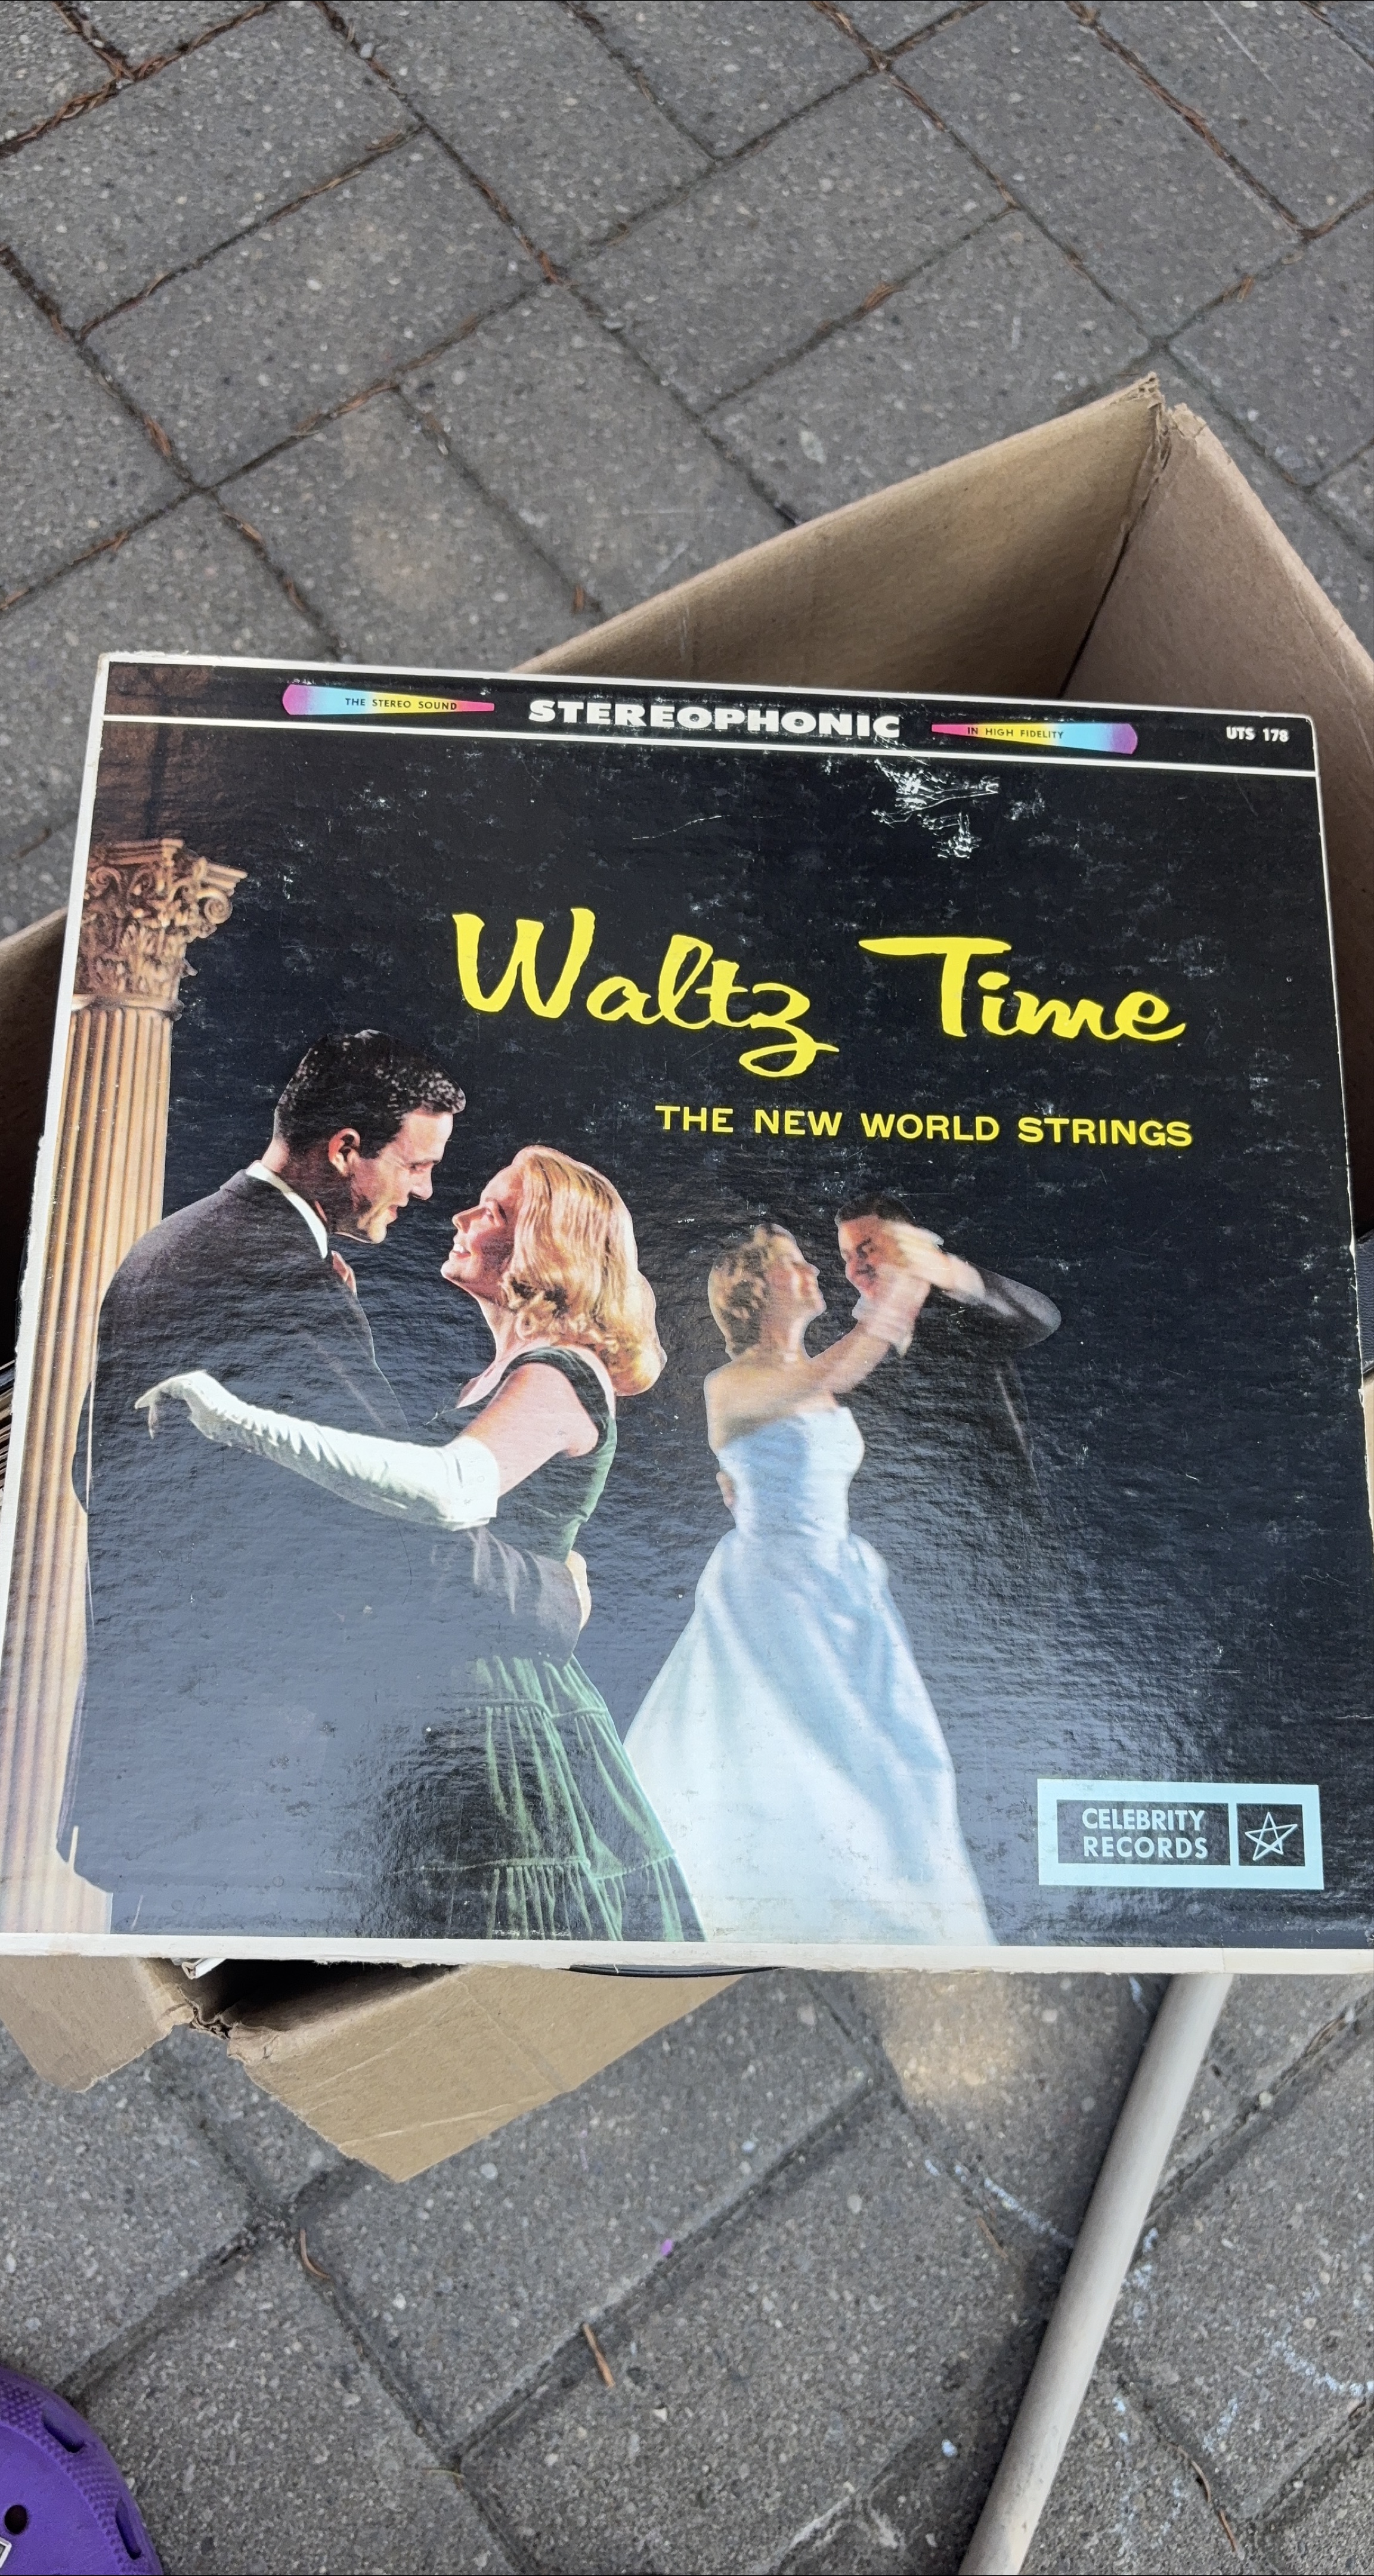 THE STEREO SOUND
STEREOPHONIC
IN HIGH FIDELITY
UTS 178
Waltz Time
THE NEW WORLD STRINGS
CELEBRITY
RECORDS